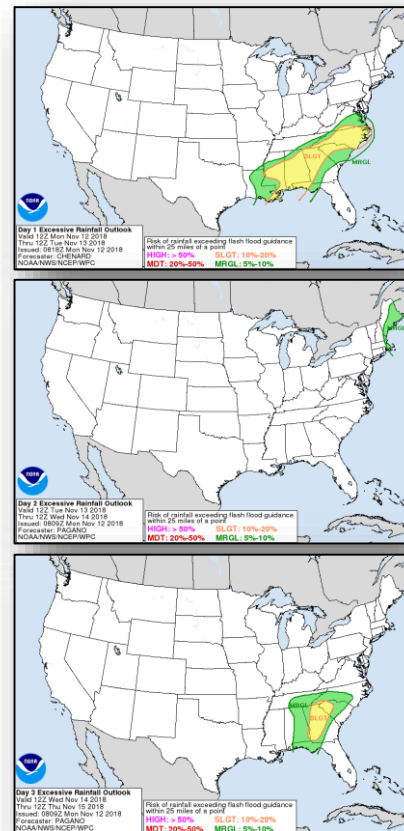 SLGT
MRGL
NOAA
Day 1 Excessive Rainfall Outlook
Valid 12Z Mon Nov 12 2018
Thru 12Z Tue Nov 13 2018
Issued: 0818Z Mon Nov 12 2018
Forecaster: CHENARD
NOAA/NWS/NCEP/WPC
Risk of rainfall exceeding flash flood guidance
within 25 miles of a point
HIGH: > 50% SLGT: 10%-20%
MDT: 20%-50% MRGL: 5%-10%
MRGL
NOAA
Day 2 Excessive Rainfall Outlook
Valid 12Z Tue Nov 13 2018
Thru 12Z Wed Nov 14 2018
Issued: 0809Z Mon Nov 12 2018
Forecaster: PAGANO
NOAA/NWS/NCEP/WPC
Risk of rainfall exceeding flash flood guidance
within 25 miles of a point
HIGH: > 50% SLGT: 10%-20%
MDT: 20%-50% MRGL: 5%-10%
MRGL
SLGT
NOAA
Day 3 Excessive Rainfall Outlook
Valid 12Z Wed Nov 14 2018
Thru 12Z Thu Nov 15 2018
Issued: 0809Z Mon Nov 12 2018
Forecaster: PAGANO
NOAA/NWS/NCEP/WPC
Risk of rainfall exceeding flash flood guidance
within 25 miles of a point
HIGH: > 50% SLGT: 10%-20%
MDT: 20%-50% MRGL: 5%-10%